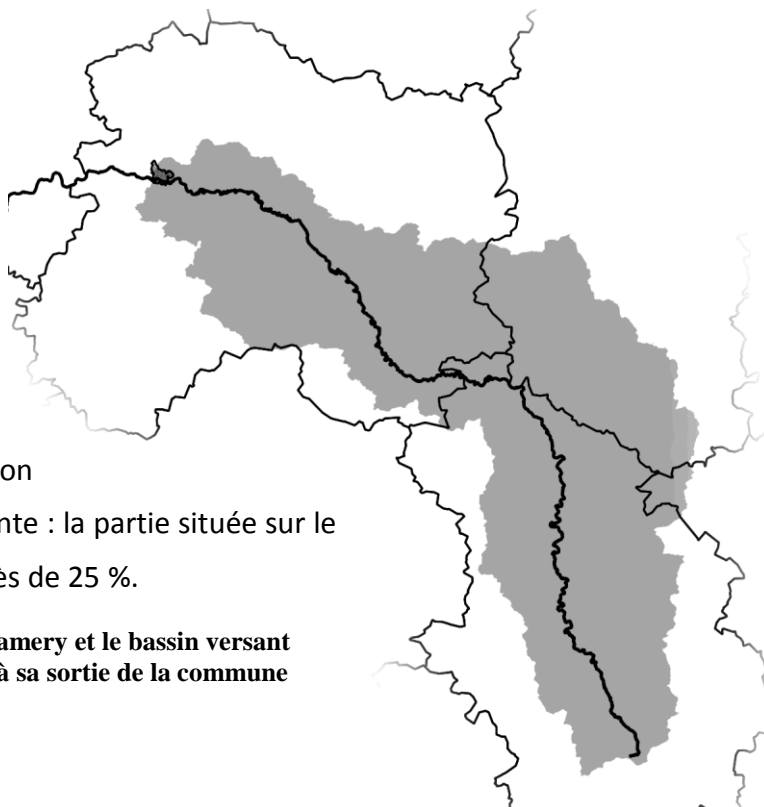 on
nte : la partie située sur le
ès de 25 %.
amery et le bassin versant
à sa sortie de la commune